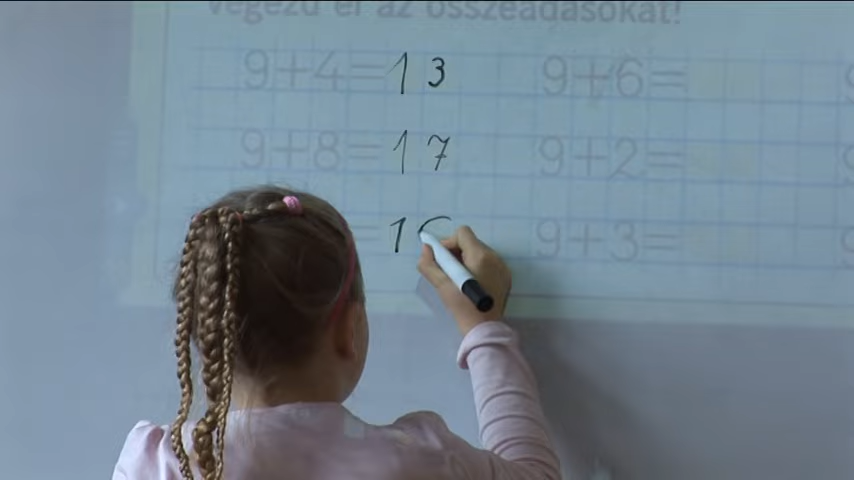 Végezd el az összeadásokat!
9+4=13 9+6=
9+8=17 9+2=
=1 9+3=